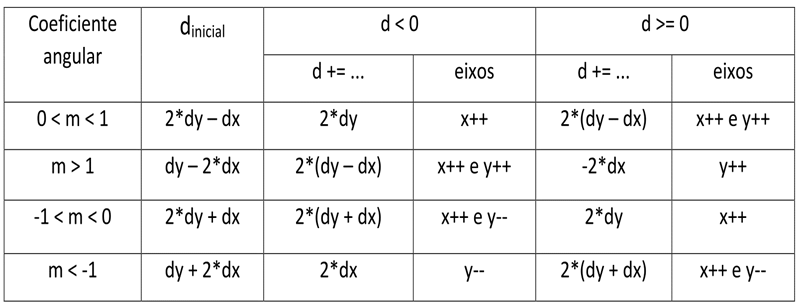 Coeficiente angular d_inicial d < 0 d >= 0
d += ... eixos d += ... eixos
0 < m < 1 2*dy – dx 2*dy x++ 2*(dy – dx) x++ e y++
m > 1 dy – 2*dx 2*(dy – dx) x++ e y++ -2*dx y++
-1 < m < 0 2*dy + dx 2*(dy + dx) x++ e y-- 2*dy x++
m < -1 dy + 2*dx 2*dx y-- 2*(dy + dx) x++ e y--